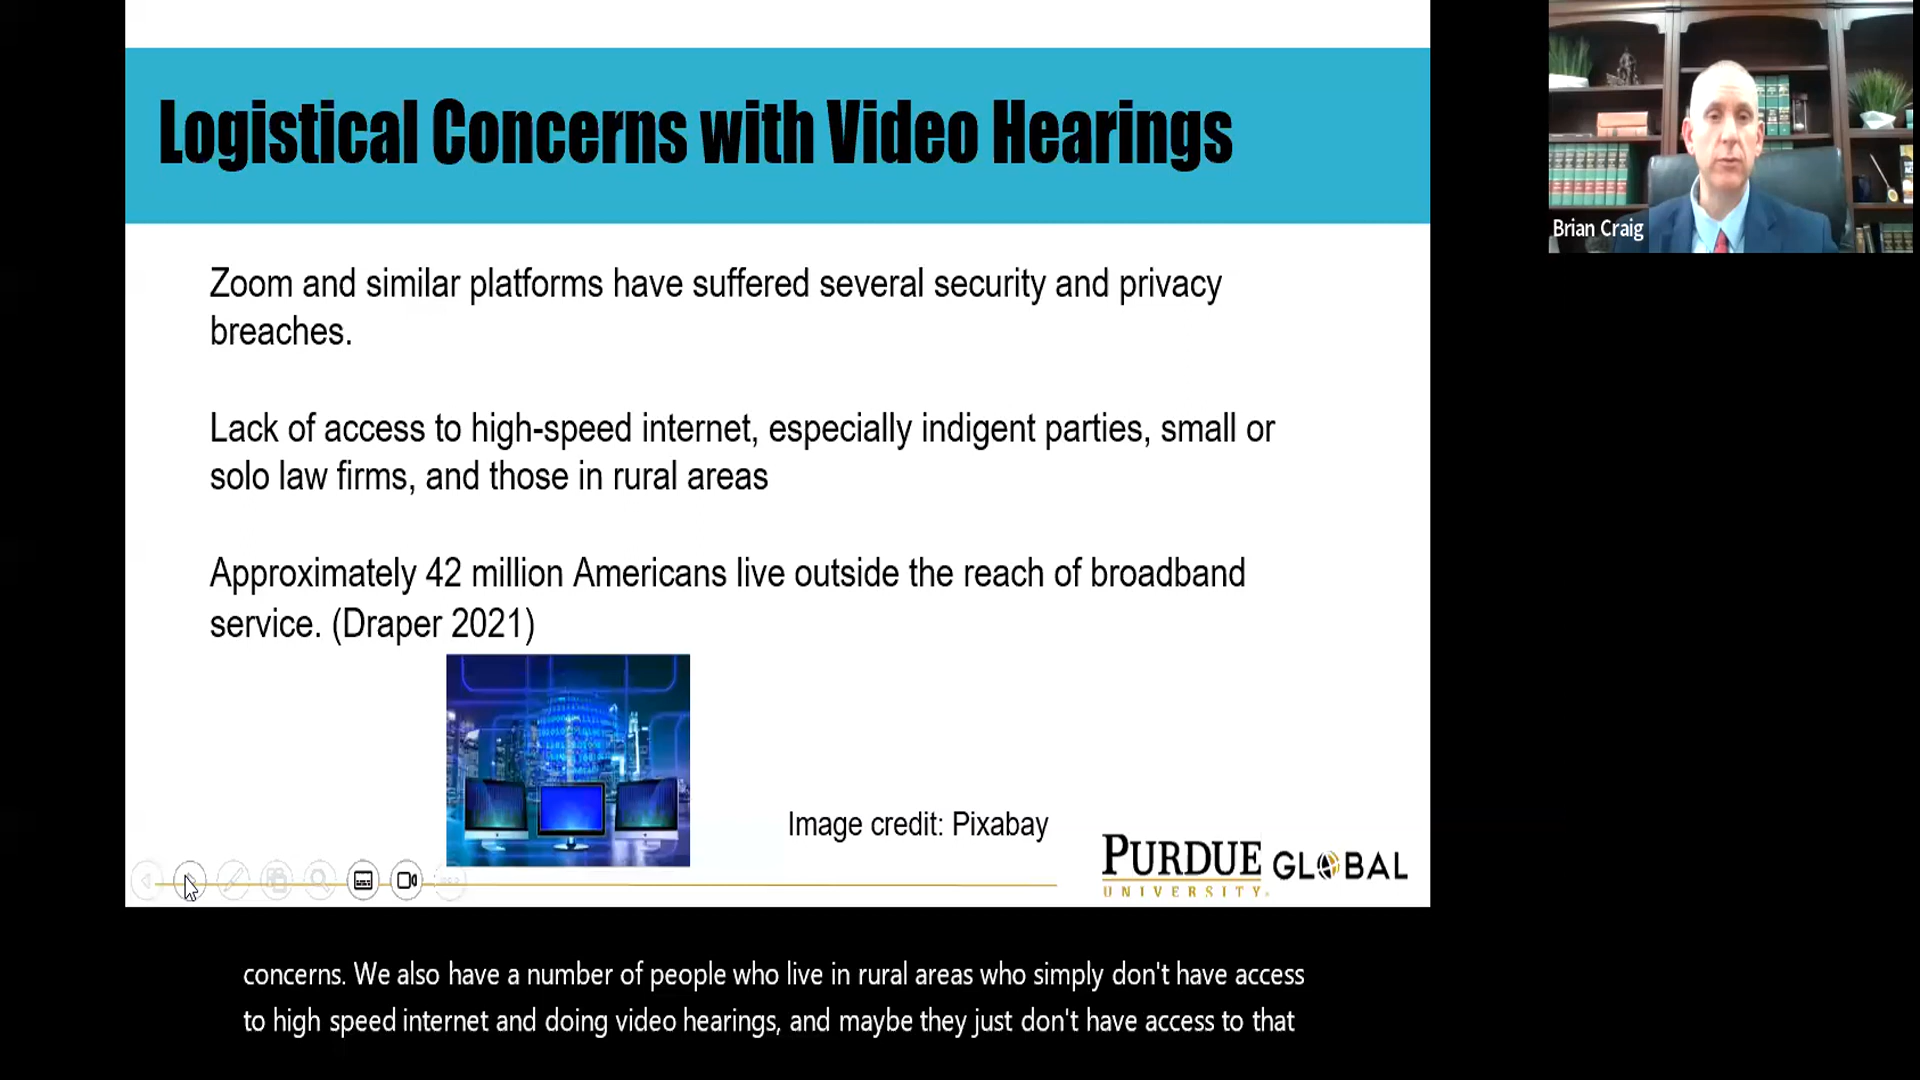 Logistical Concerns with Video Hearings
Brian Craig
Zoom and similar platforms have suffered several security and privacy
breaches.
Lack of access to high-speed internet, especially indigent parties, small or
solo law firms, and those in rural areas
Approximately 42 million Americans live outside the reach of broadband
service. (Draper 2021)
Image credit: Pixabay
PURDUE GLOBAL
UNIVERSITY
concerns. We also have a number of people who live in rural areas who simply don't have access
to high speed internet and doing video hearings, and maybe they just don't have access to that